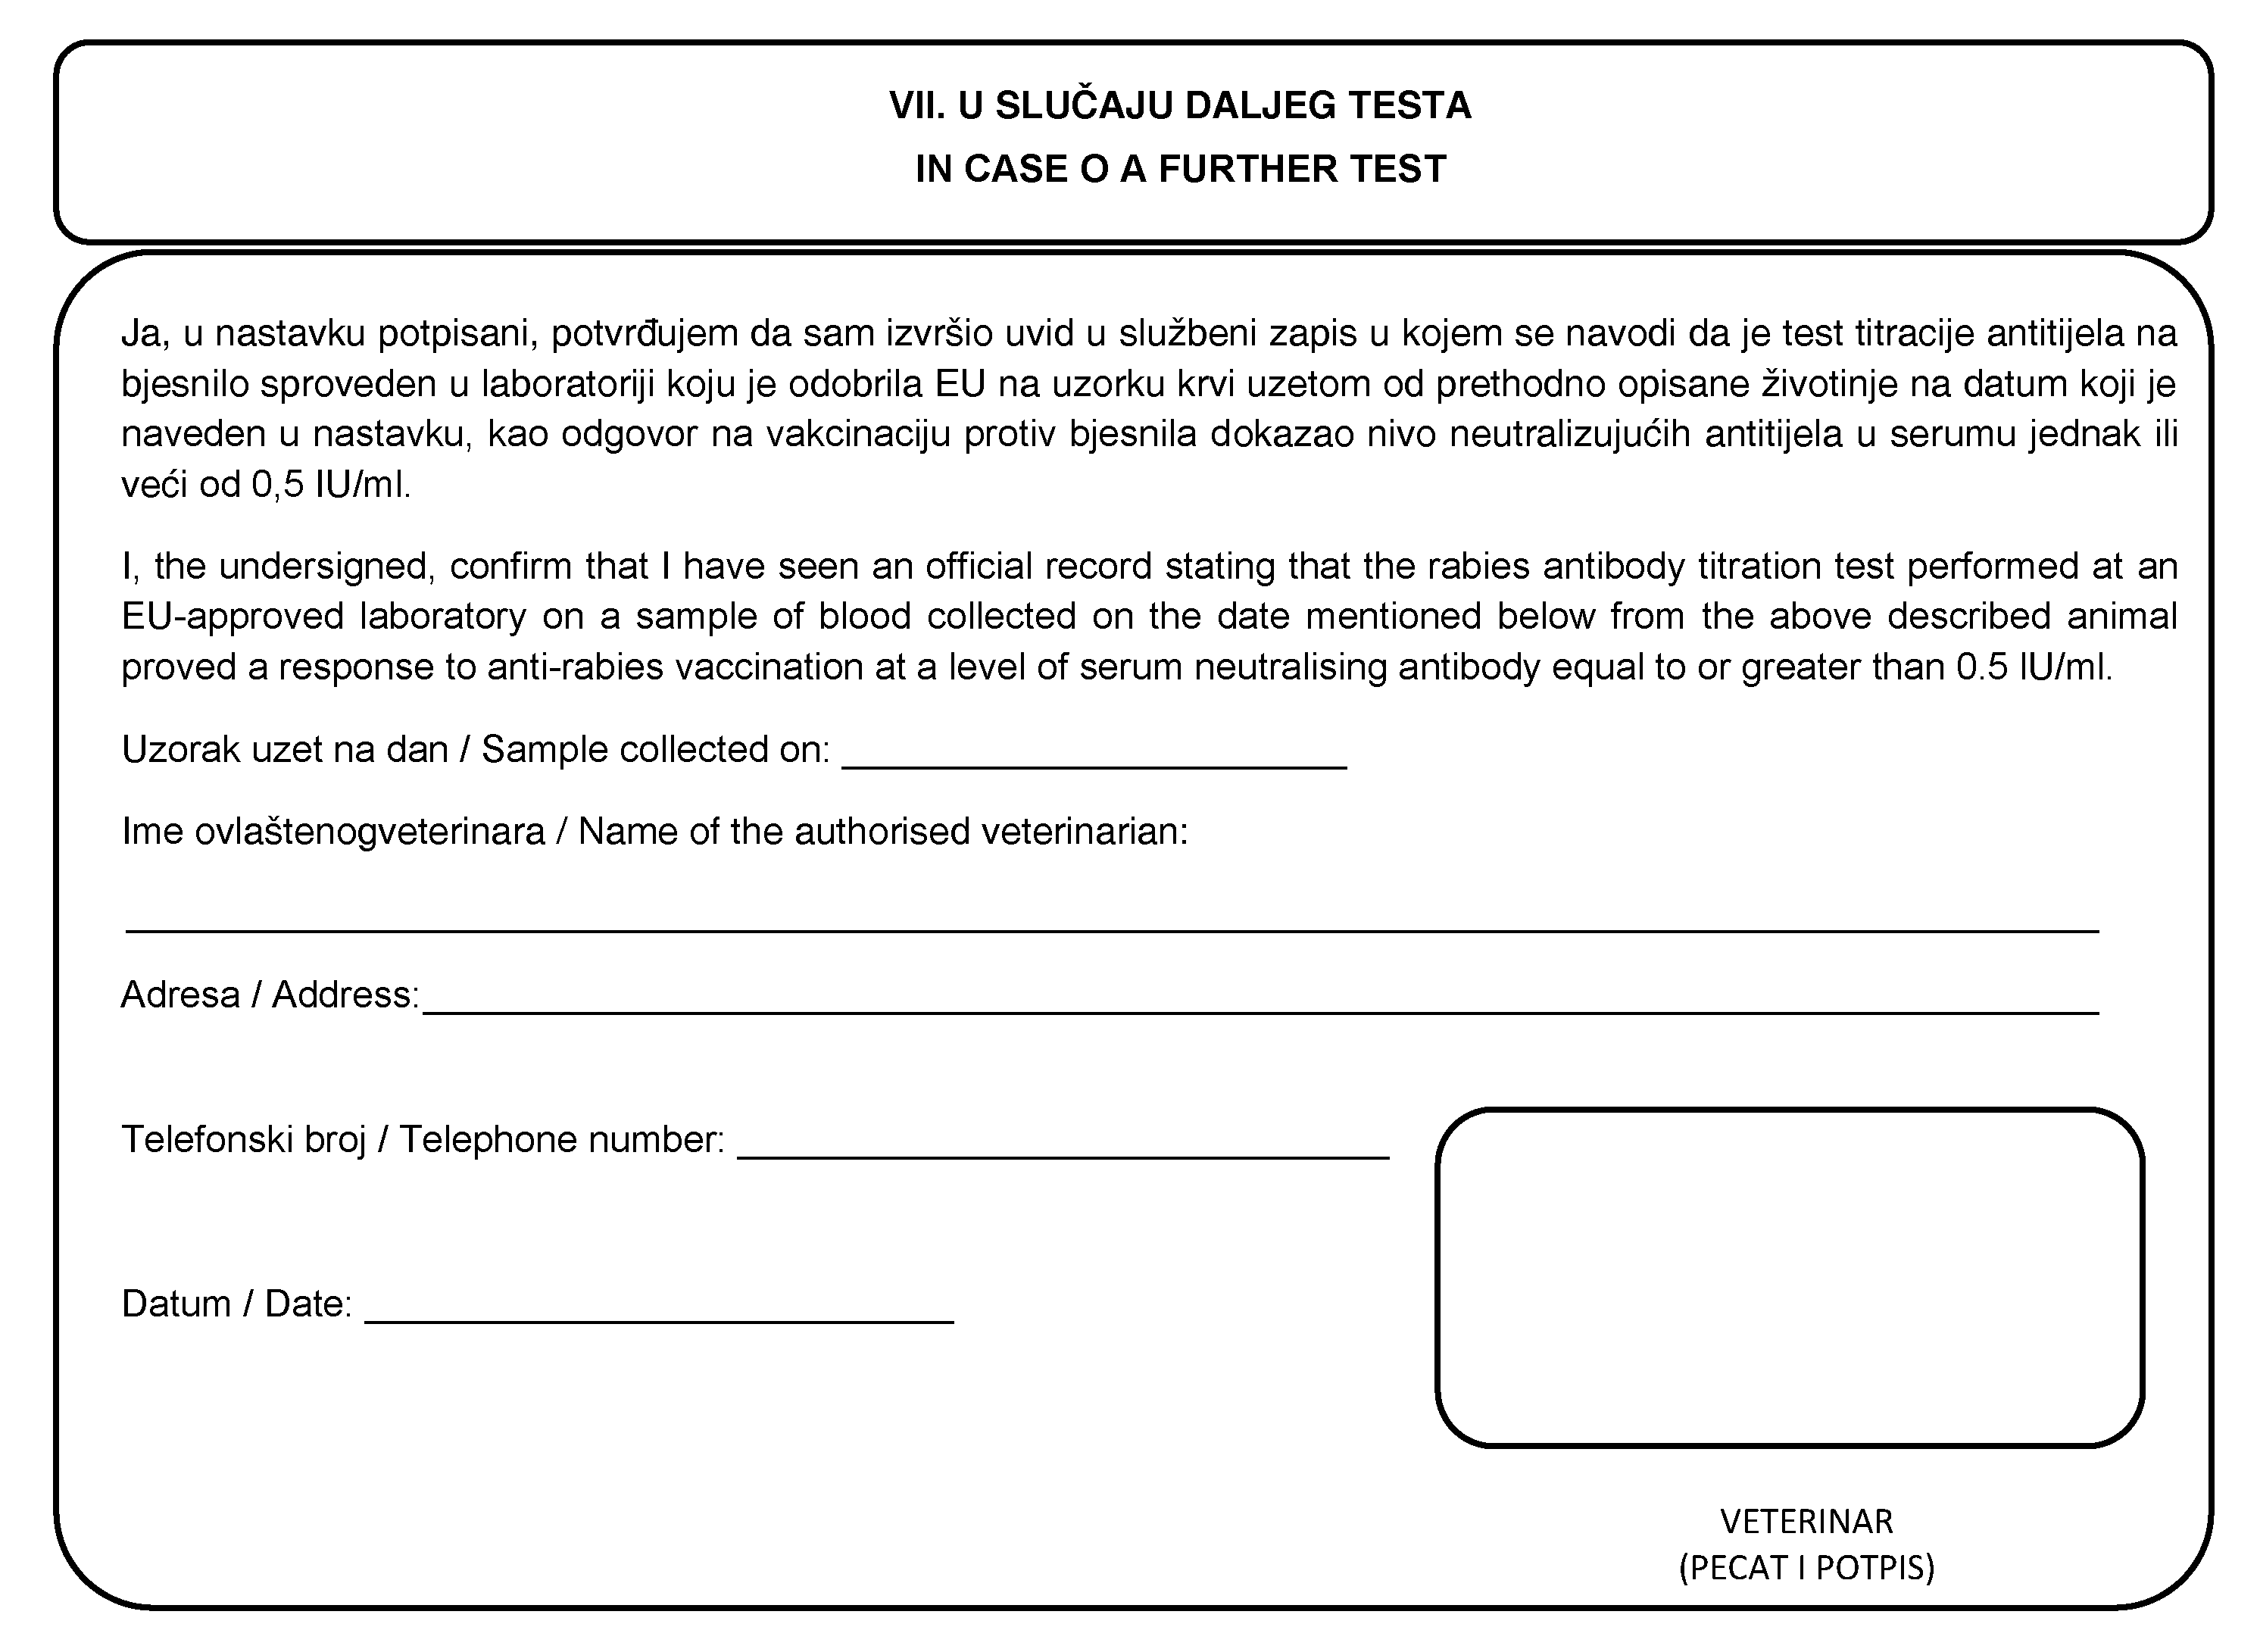 VII. U SLUČAJU DALJEG TESTA
IN CASE O A FURTHER TEST
Ja, u nastavku potpisani, potvrđujem da sam izvršio uvid u službeni zapis u kojem se navodi da je test titracije antitijela na
bjesnilo sproveden u laboratoriji koju je odobrila EU na uzorku krvi uzetom od prethodno opisane životinje na datum koji je
naveden u nastavku, kao odgovor na vakcinaciju protiv bjesnila dokazao nivo neutralizujućih antitijela u serumu jednak ili
veći od 0,5 IU/ml.
I, the undersigned, confirm that I have seen an official record stating that the rabies antibody titration test performed at an
EU-approved laboratory on a sample of blood collected on the date mentioned below from the above described animal
proved a response to anti-rabies vaccination at a level of serum neutralising antibody equal to or greater than 0.5 IU/ml.
Uzorak uzet na dan / Sample collected on:
Ime ovlaštenogveterinara / Name of the authorised veterinarian:
Adresa / Address:
Telefonski broj / Telephone number:
Datum / Date:
VETERINAR
(PECAT I POTPIS)